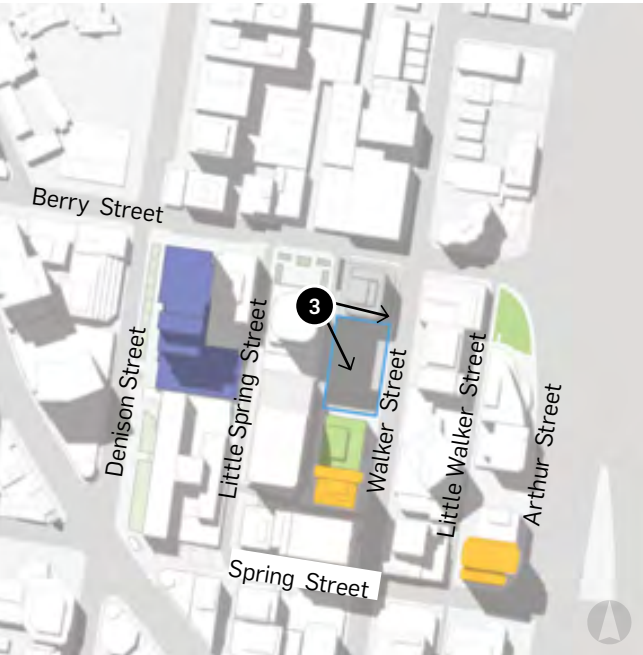 Berry Street
3
Denison Street
Little Spring Street
Walker Street
Little Walker Street
Arthur Street
Spring Street